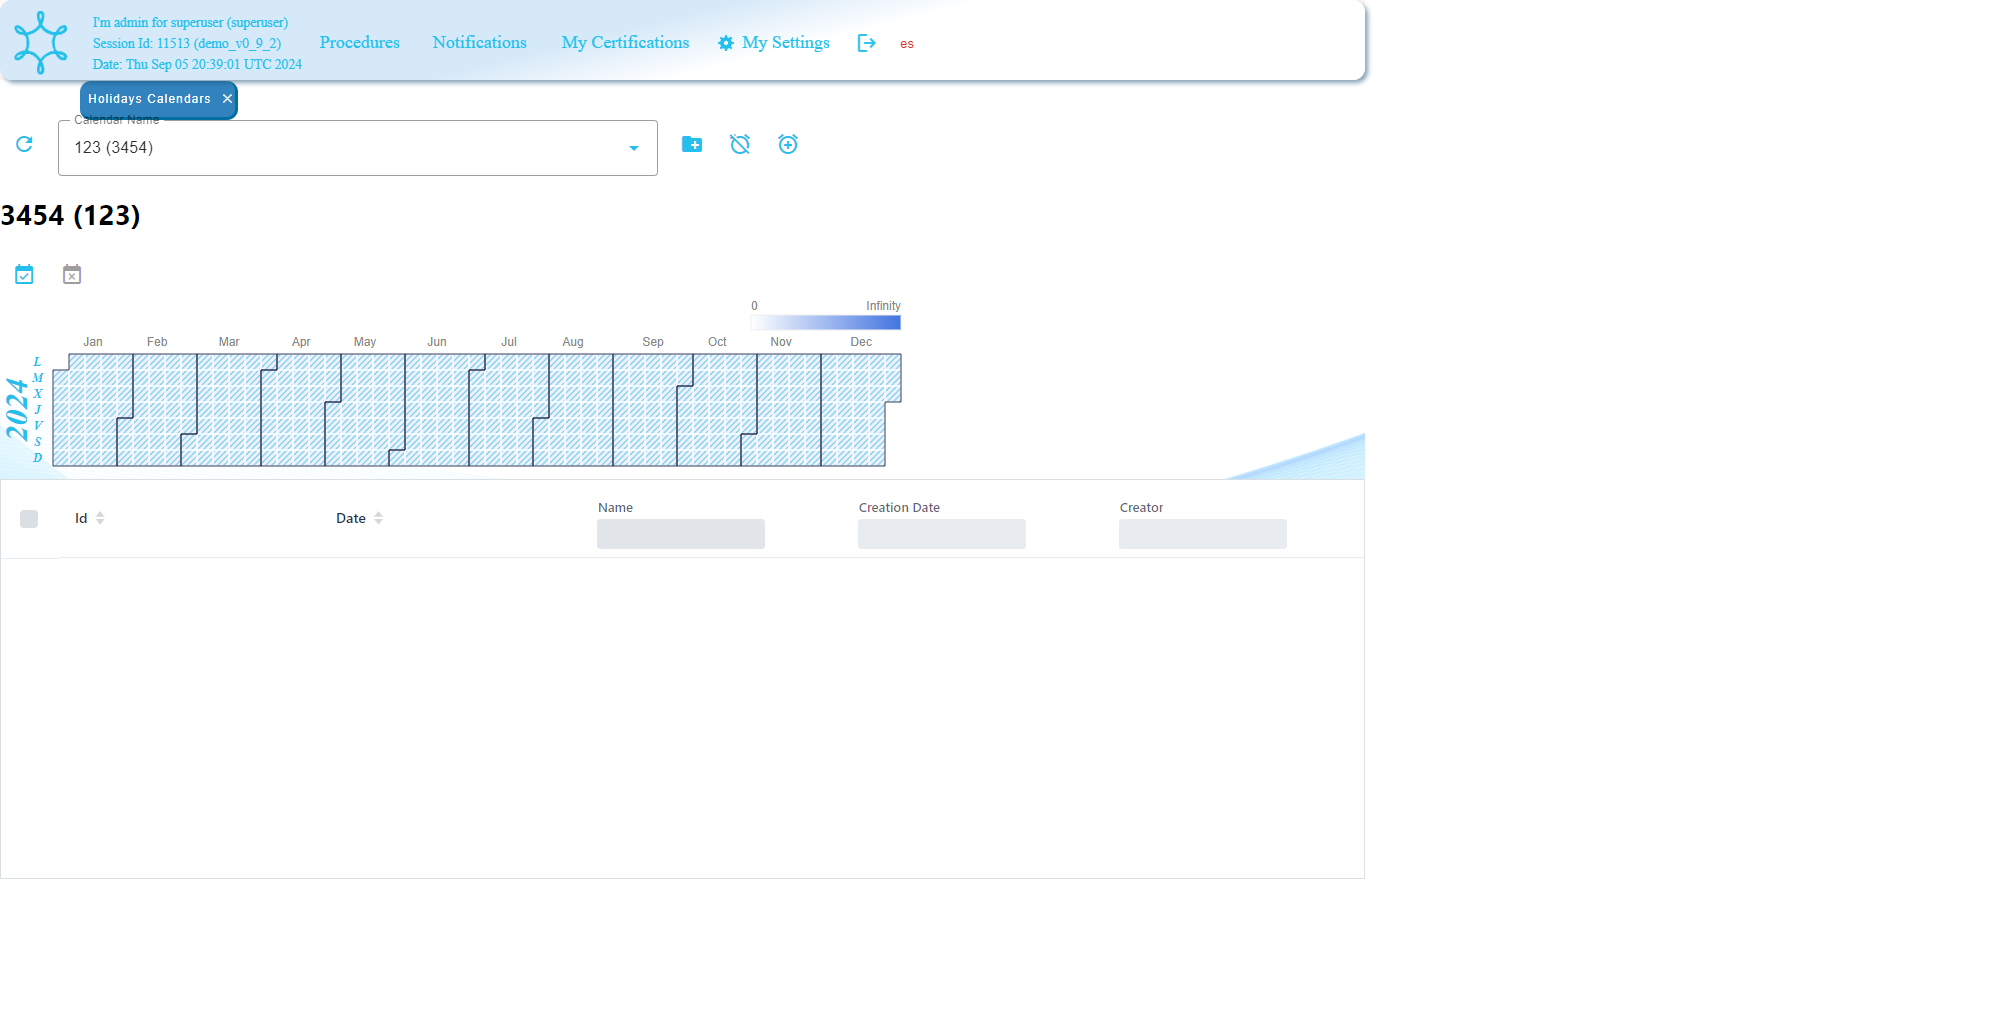 I'm admin for superuser (superuser)
Session Id: 11513 (demo_v0_9_2)
Date: Thu Sep 05 20:39:01 UTC 2024
Procedures
Notifications
My Certifications
My Settings
es
Holidays Calendars
Calendar Name
123 (3454)
3454 (123)
0
Infinity
Jan Feb Mar Apr May Jun Jul Aug Sep Oct Nov Dec
2024
L
M
X
J
V
S
D
Id
Date
Name
Creation Date
Creator